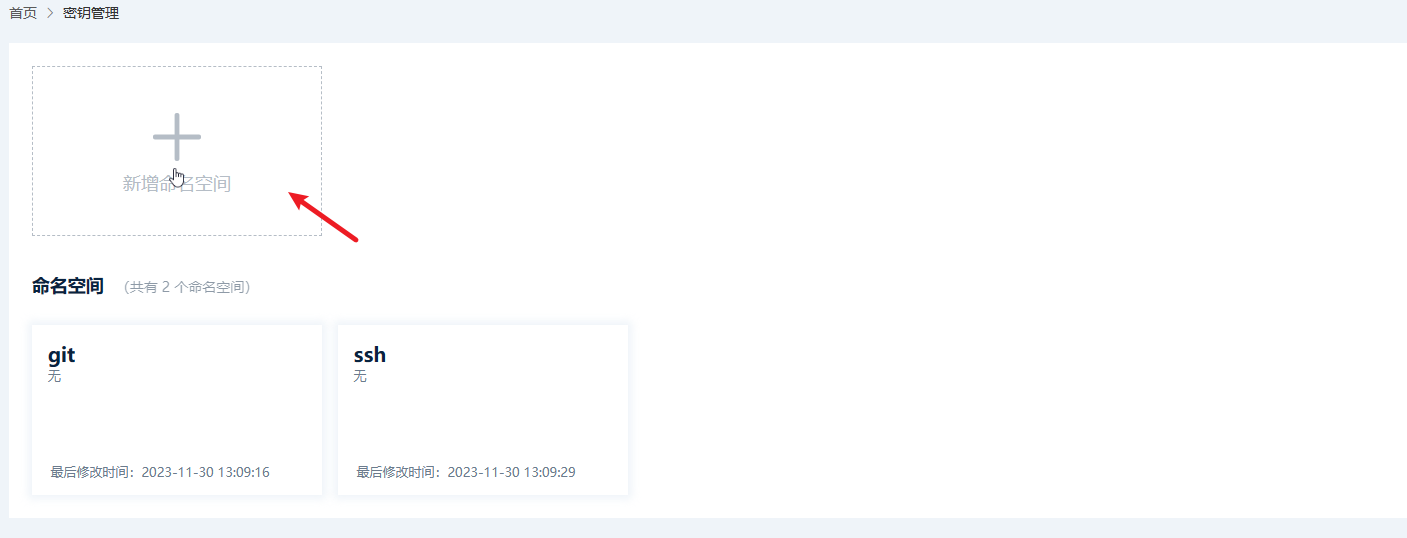 首页 > 密钥管理
新增命名空间
命名空间 （共有 2 个命名空间）
git
无
最后修改时间：2023-11-30 13:09:16
ssh
无
最后修改时间：2023-11-30 13:09:29